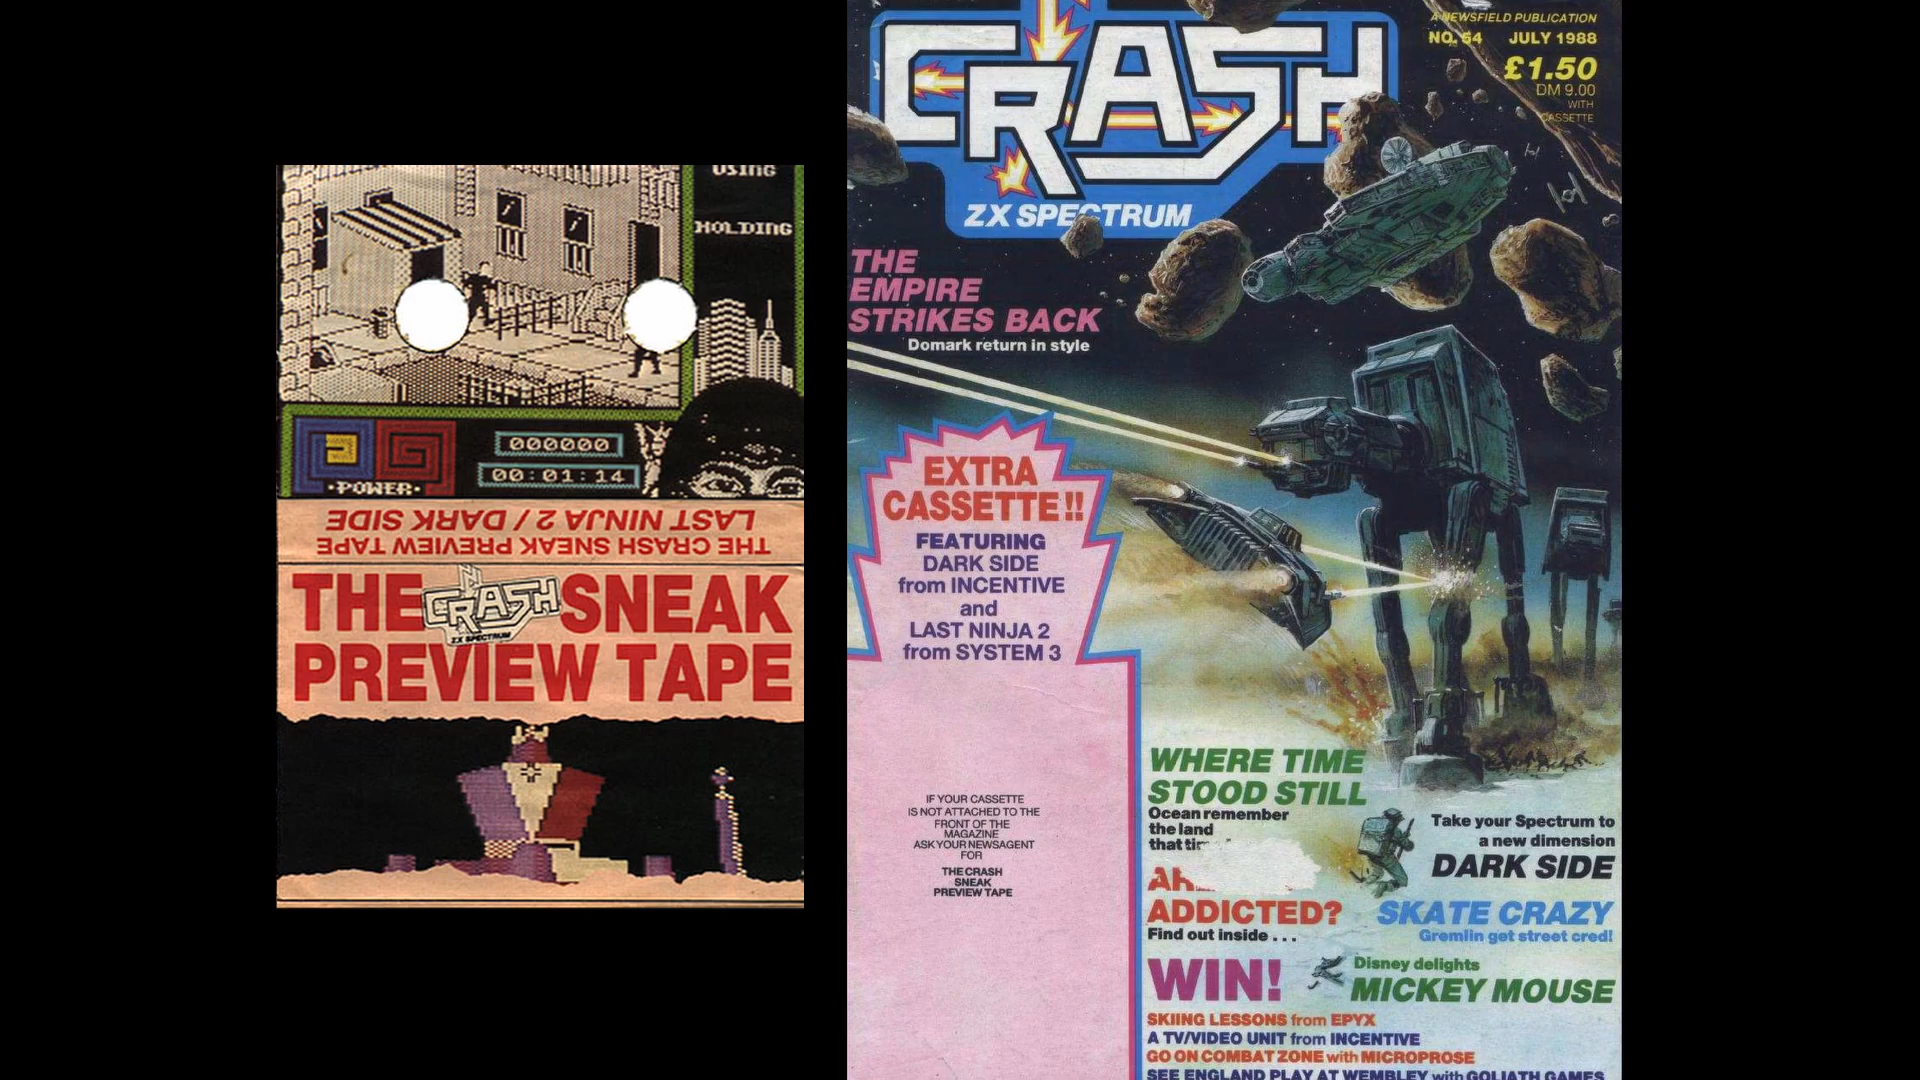 USING
HOLDING
000000
00:01:14
·POWER·
LAST NINJA 2 / DARK SIDE
THE CRASH SNEAK PREVIEW TAPE
THE CRASH SNEAK
ZX SPECTRUM
PREVIEW TAPE
A NEWSFIELD PUBLICATION
NO. 54 JULY 1988
£1.50
DM 9.00
WITH
CASSETTE
CRASH
ZX SPECTRUM
THE
EMPIRE
STRIKES BACK
Domark return in style
EXTRA
CASSETTE!!
FEATURING
DARK SIDE
from INCENTIVE
and
LAST NINJA 2
from SYSTEM 3
IF YOUR CASSETTE
IS NOT ATTACHED TO THE
FRONT OF THE
MAGAZINE
ASK YOUR NEWSAGENT
FOR
THE CRASH
SNEAK
PREVIEW TAPE
WHERE TIME
STOOD STILL
Ocean remember
the land
that
ADDICTED?
Find out inside . . .
Take your Spectrum to
a new dimension
DARK SIDE
SKATE CRAZY
Gremlin get street cred!
WIN!
Disney delights
MICKEY MOUSE
SKIING LESSONS from EPYX
A TV/VIDEO UNIT from INCENTIVE
GO ON COMBAT ZONE with MICROPROSE
SEE ENGLAND PLAY AT WEMBLEY with GOLIATH GAMES